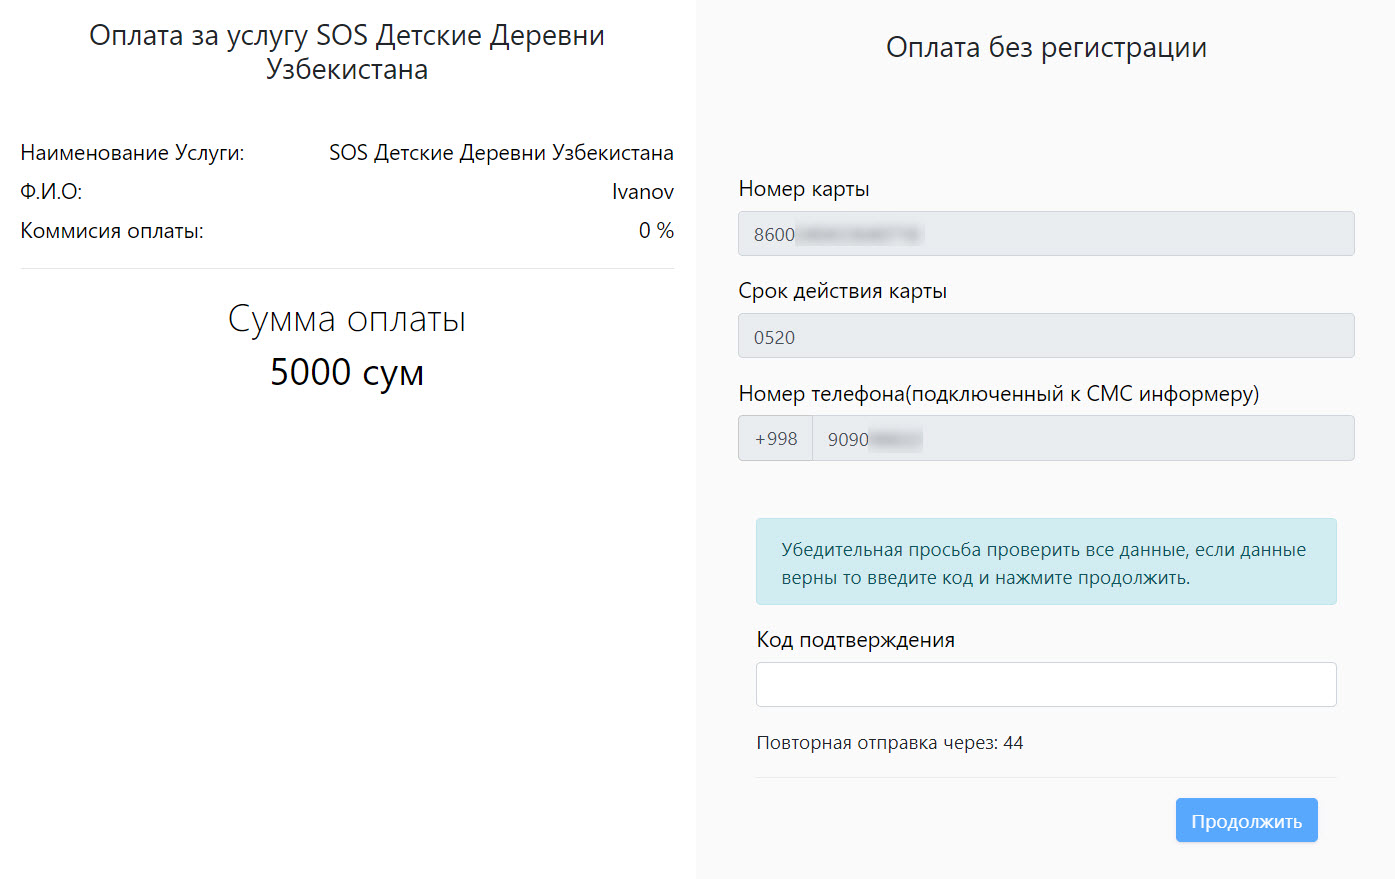 Оплата за услугу SOS Детские Деревни
Узбекистана
Наименование Услуги: SOS Детские Деревни Узбекистана
Ф.И.О: Ivanov
Коммисия оплаты: 0 %
Сумма оплаты
5000 сум
Оплата без регистрации
Номер карты
8600
Срок действия карты
0520
Номер телефона(подключенный к СМС информеру)
+998 9090
Убедительная просьба проверить все данные, если данные
верны то введите код и нажмите продолжить.
Код подтверждения
Повторная отправка через: 44
Продолжить